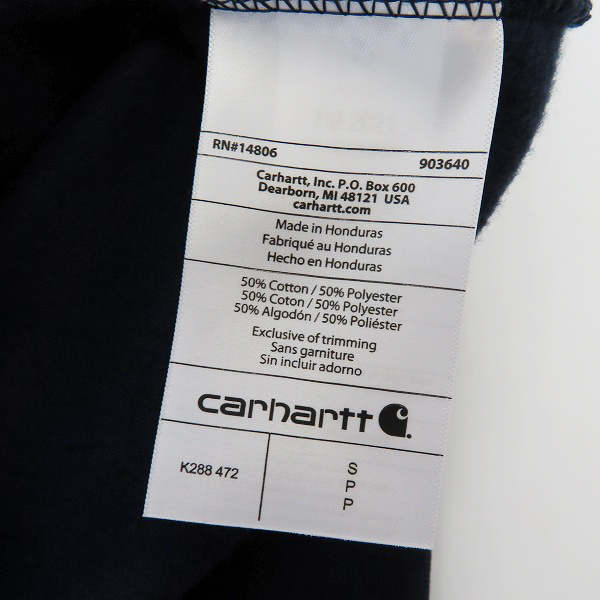 RN#14806 903640
Carhartt, Inc. P.O. Box 600
Dearborn, MI 48121 USA
carhartt.com
Made in Honduras
Fabriqué au Honduras
Hecho en Honduras
50% Cotton / 50% Polyester
50% Coton / 50% Polyester
50% Algodón / 50% Poliéster
Exclusive of trimming
Sans garniture
Sin incluir adorno
carhartt
K288 472
S
P
P